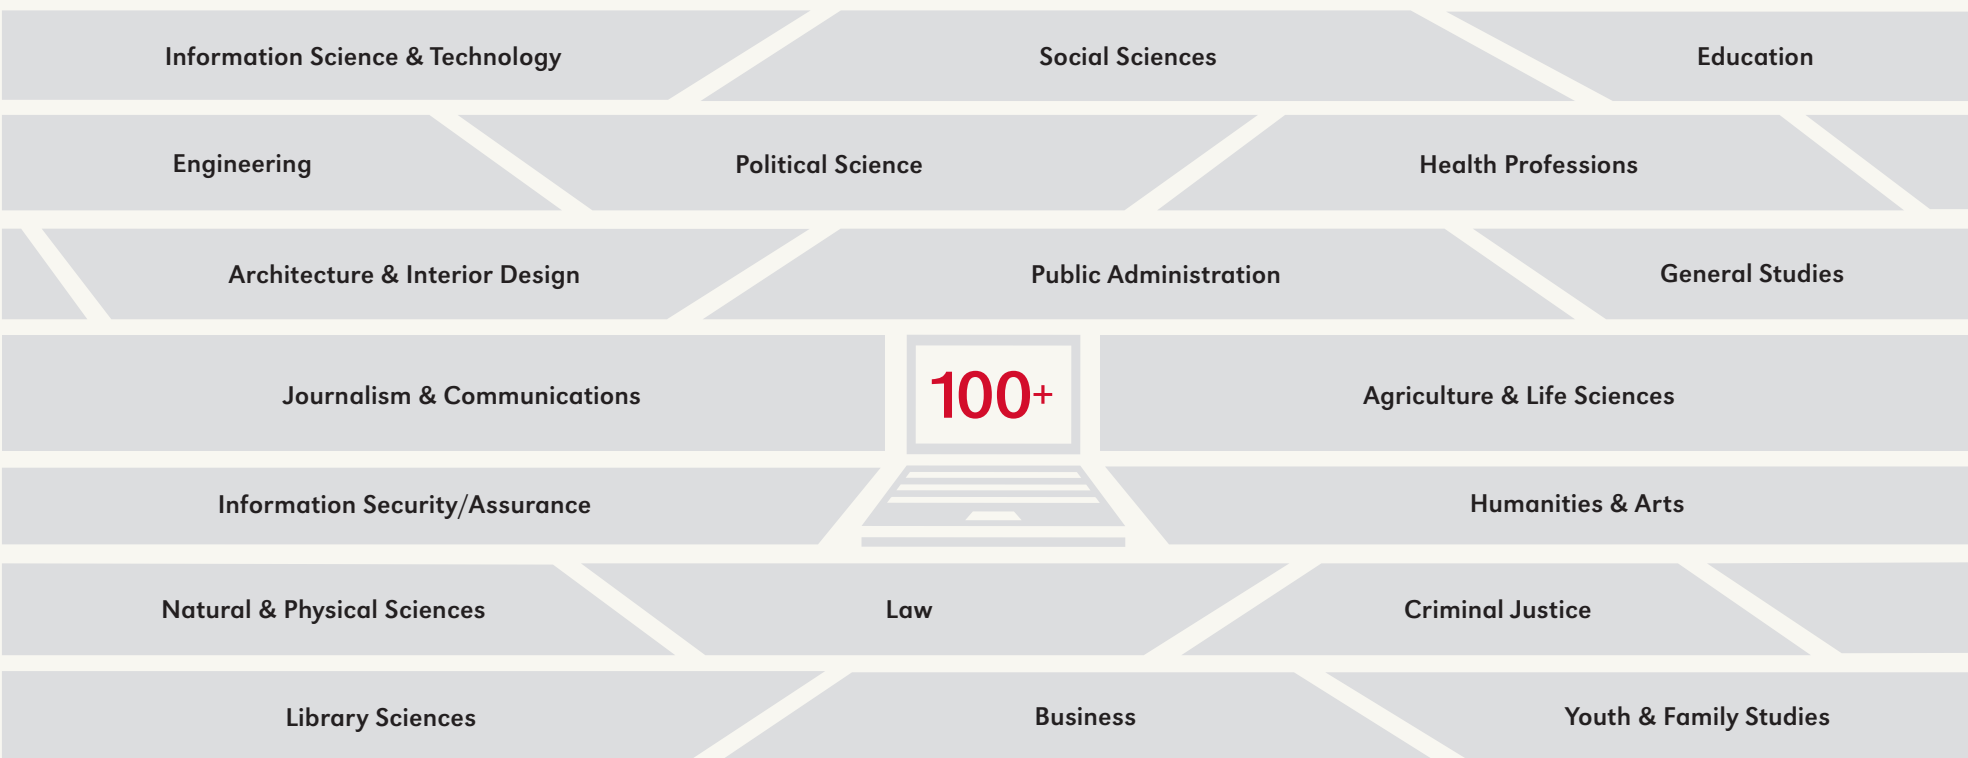 Information Science & Technology
Social Sciences
Education
Engineering
Political Science
Health Professions
Architecture & Interior Design
Public Administration
General Studies
Journalism & Communications
100+
Agriculture & Life Sciences
Information Security/Assurance
Humanities & Arts
Natural & Physical Sciences
Law
Criminal Justice
Library Sciences
Business
Youth & Family Studies